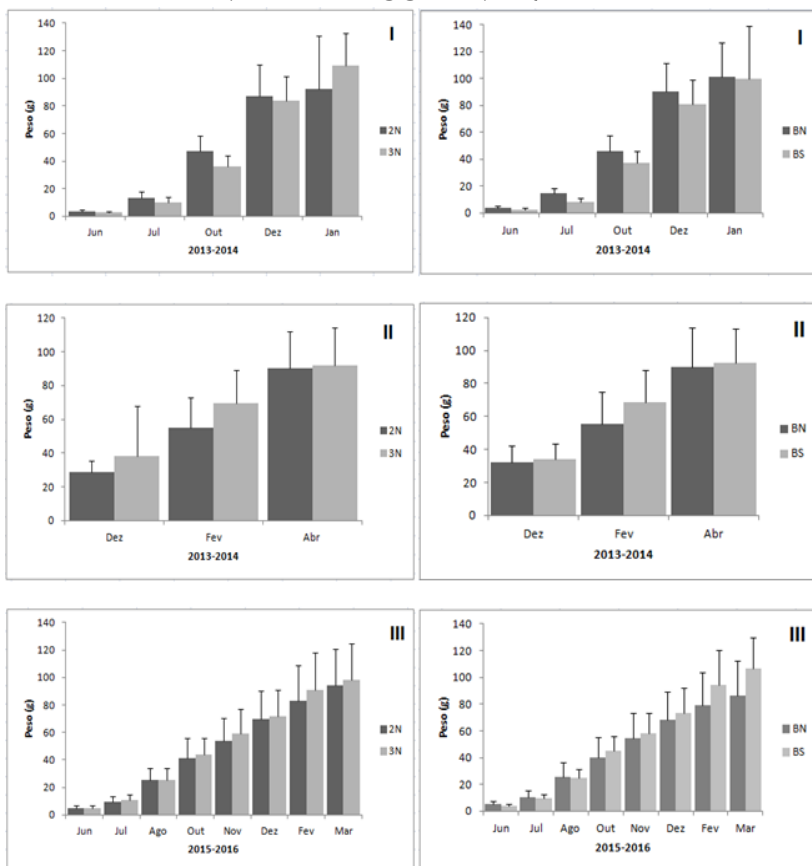 I
Peso (g)
140
120
100
80
60
40
20
0
2N
3N
Jun Jul Out Dez Jan
2013-2014
I
Peso (g)
140
120
100
80
60
40
20
0
BN
BS
Jun Jul Out Dez Jan
2013-2014
II
Peso (g)
120
100
80
60
40
20
0
2N
3N
Dez Fev Abr
2013-2014
II
Peso (g)
120
100
80
60
40
20
0
BN
BS
Dez Fev Abr
2013-2014
III
Peso (g)
140
120
100
80
60
40
20
0
2N
3N
Jun Jul Ago Out Nov Dez Fev Mar
2015-2016
III
Peso (g)
140
120
100
80
60
40
20
0
BN
BS
Jun Jul Ago Out Nov Dez Fev Mar
2015-2016